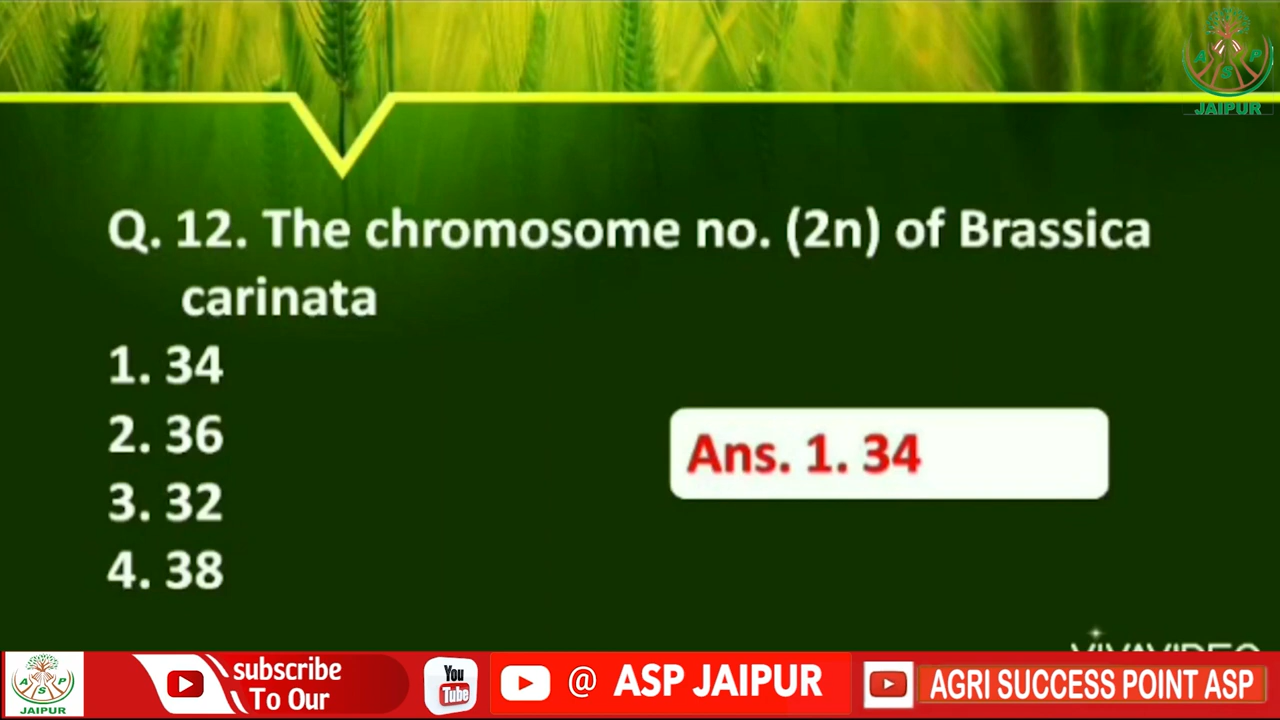 A S P
JAIPUR
Q. 12. The chromosome no. (2n) of Brassica
carinata
1. 34
2. 36
3. 32
4. 38
Ans. 1. 34
VIVAVIDEO
A S P
JAIPUR
subscribe
To Our
You
Tube
@ ASP JAIPUR
AGRI SUCCESS POINT ASP